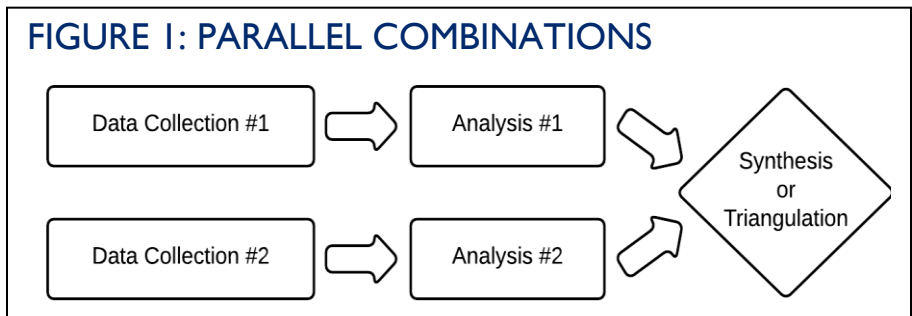 FIGURE 1: PARALLEL COMBINATIONS
Data Collection #1
Analysis #1
Synthesis
or
Triangulation
Data Collection #2
Analysis #2